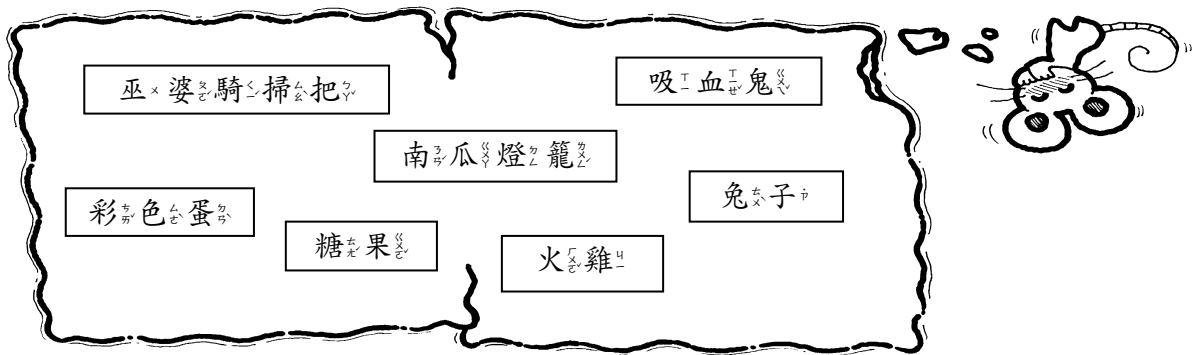 巫ㄨ婆ㄆㄛˊ騎ㄑㄧˊ掃ㄙㄠˋ把ㄅㄚˇ
吸ㄒㄧ血ㄒㄧㄝˇ鬼ㄍㄨㄟˇ
南ㄋㄢˊ瓜ㄍㄨㄚ燈ㄉㄥ籠ㄌㄨㄥˊ
兔ㄊㄨˋ子˙ㄗ
彩ㄘㄞˇ色ㄙㄜˋ蛋ㄉㄢˋ
糖ㄊㄤˊ果ㄍㄨㄛˇ
火ㄏㄨㄛˇ雞ㄐㄧ